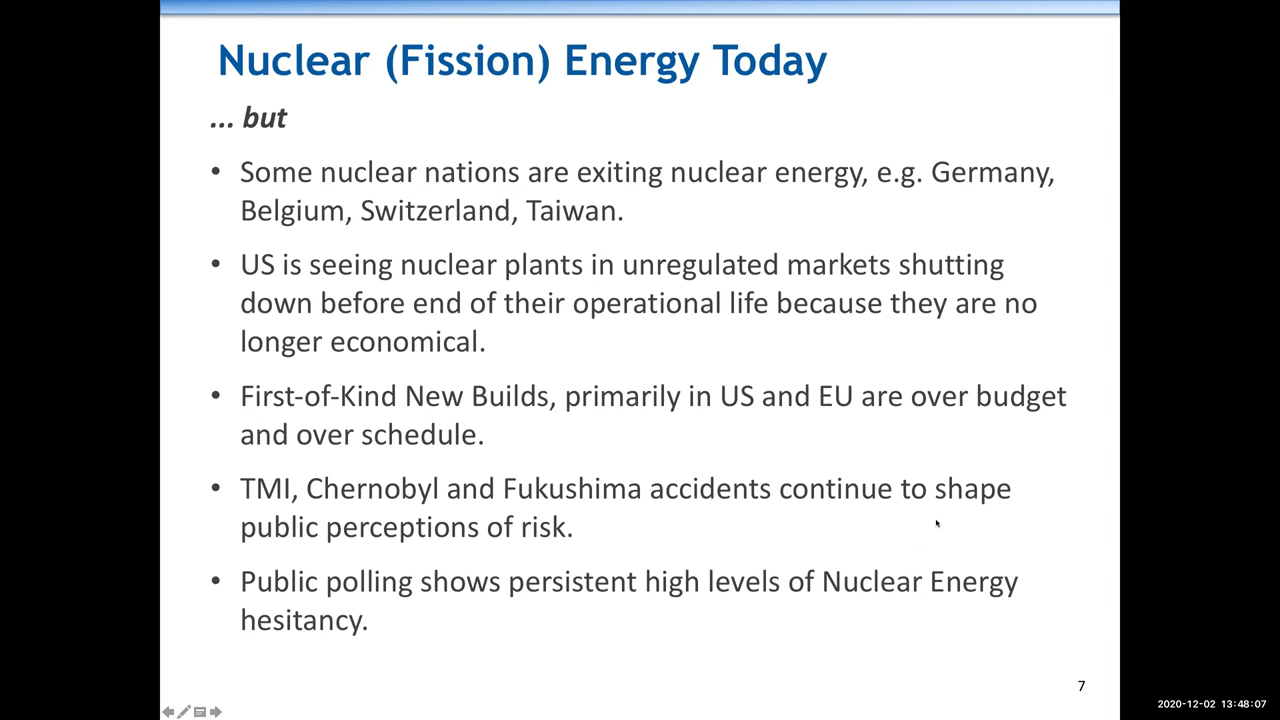 Nuclear (Fission) Energy Today
... but
• Some nuclear nations are exiting nuclear energy, e.g. Germany,
Belgium, Switzerland, Taiwan.
• US is seeing nuclear plants in unregulated markets shutting
down before end of their operational life because they are no
longer economical.
• First-of-Kind New Builds, primarily in US and EU are over budget
and over schedule.
• TMI, Chernobyl and Fukushima accidents continue to shape
public perceptions of risk.
• Public polling shows persistent high levels of Nuclear Energy
hesitancy.
7
2020-12-02 13:48:07